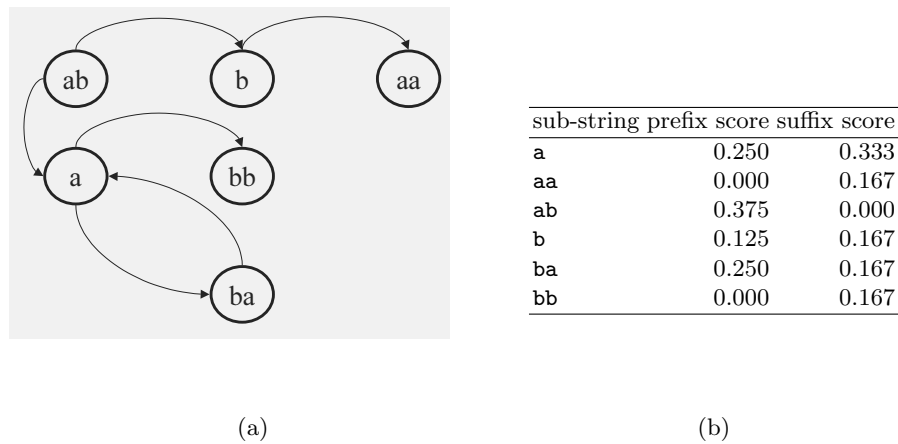 ab b aa
a bb
ba
sub-string prefix score suffix score
a 0.250 0.333
aa 0.000 0.167
ab 0.375 0.000
b 0.125 0.167
ba 0.250 0.167
bb 0.000 0.167
(a) (b)